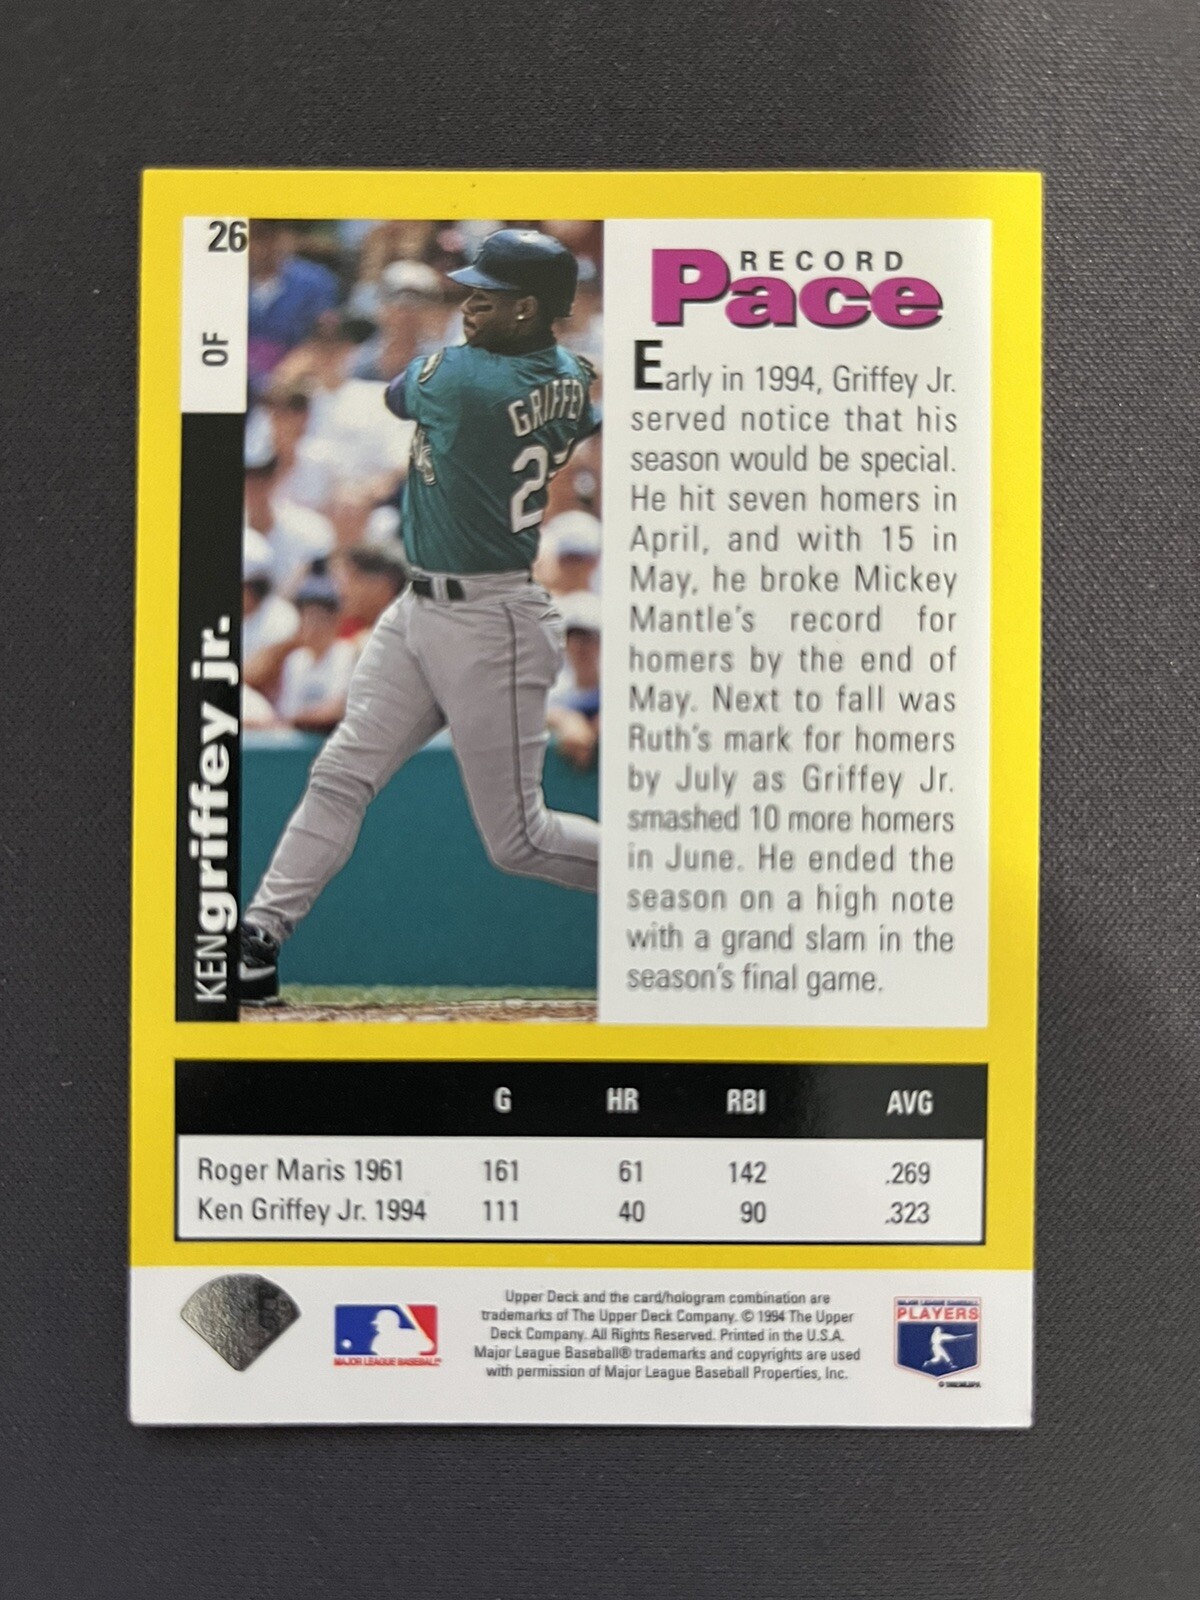 26
OF
KENgriffey jr.
GRIFFEY
RECORD
Pace
Early in 1994, Griffey Jr.
served notice that his
season would be special.
He hit seven homers in
April, and with 15 in
May, he broke Mickey
Mantle's record for
homers by the end of
May. Next to fall was
Ruth's mark for homers
by July as Griffey Jr.
smashed 10 more homers
in June. He ended the
season on a high note
with a grand slam in the
season's final game.
G HR RBI AVG
Roger Maris 1961 161 61 142 .269
Ken Griffey Jr. 1994 111 40 90 .323
Upper Deck and the card/hologram combination are
trademarks of The Upper Deck Company. © 1994 The Upper
Deck Company. All Rights Reserved. Printed in the U.S.A.
Major League Baseball® trademarks and copyrights are used
with permission of Major League Baseball Properties, Inc.
MAJOR LEAGUE BASEBALL
MAJOR LEAGUE BASEBALL
PLAYERS